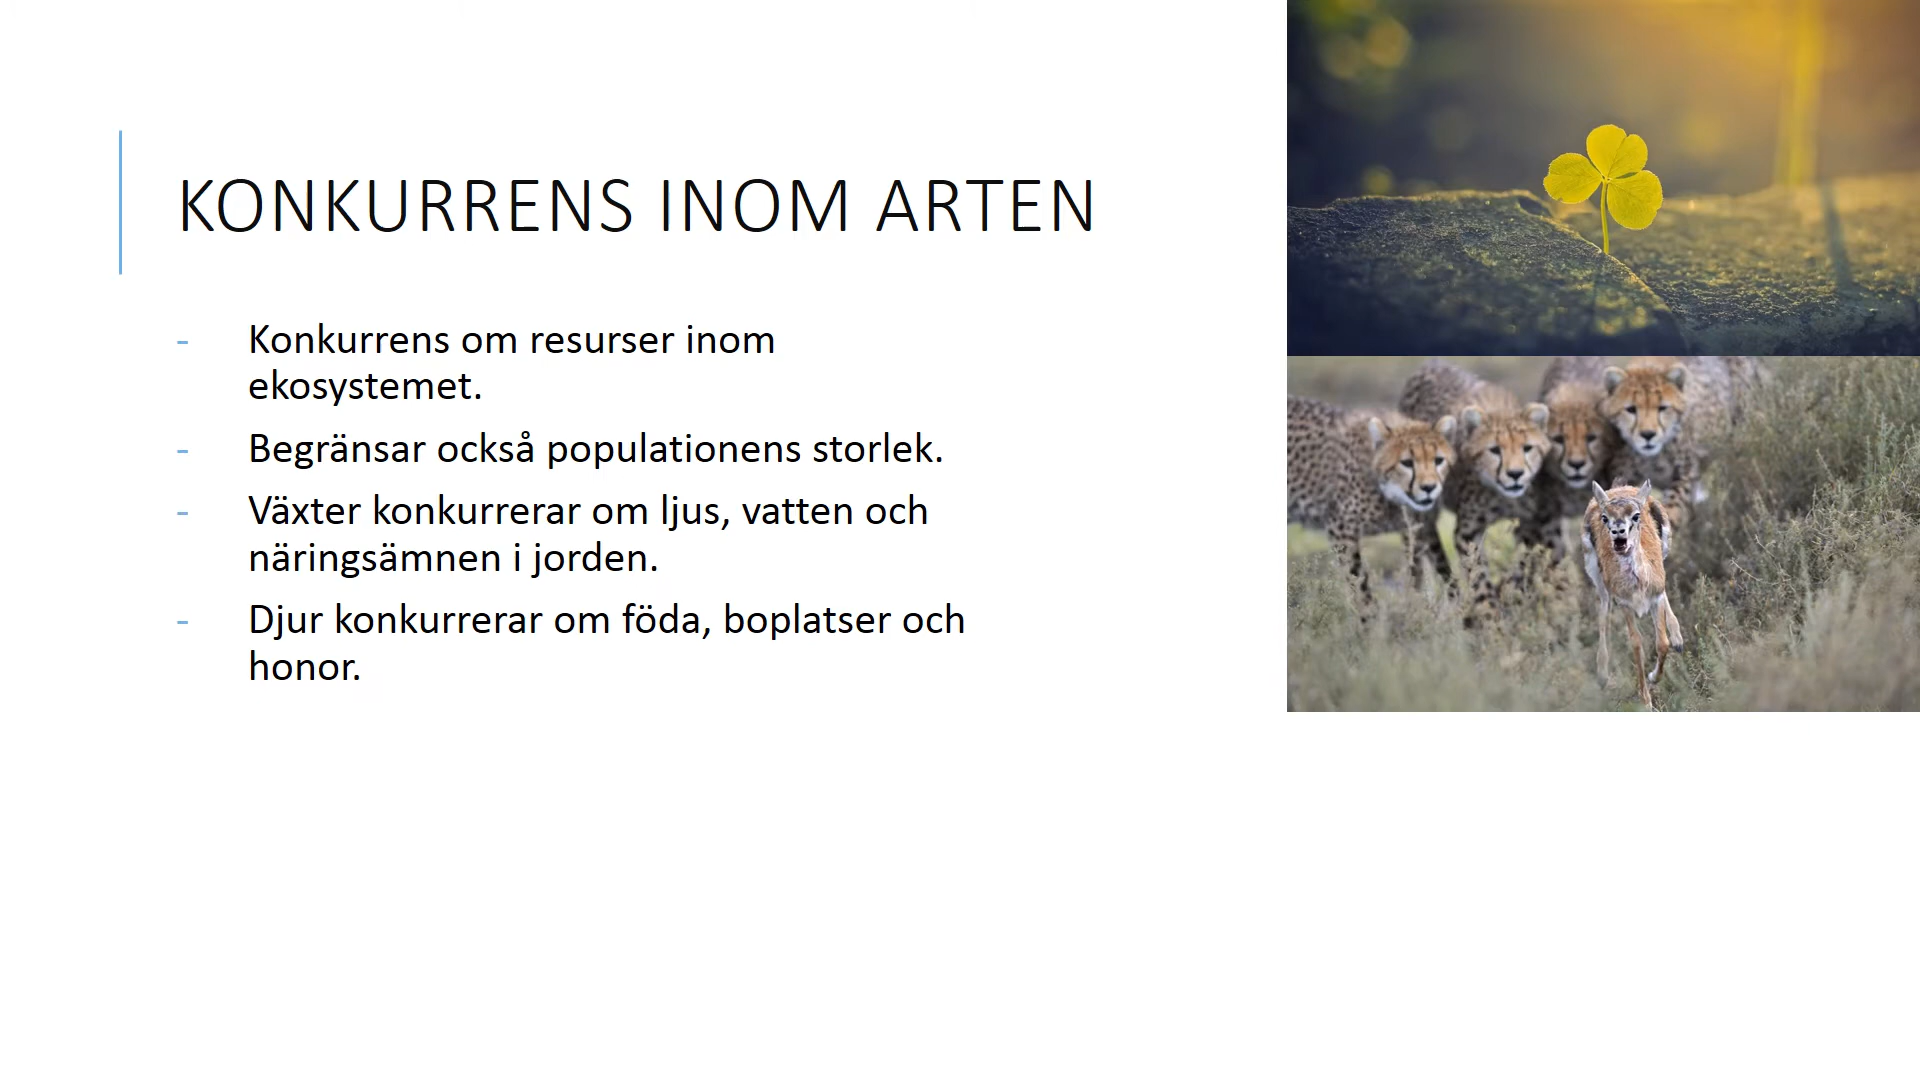 KONKURRENS INOM ARTEN
- Konkurrens om resurser inom
ekosystemet.
- Begränsar också populationens storlek.
- Växter konkurrerar om ljus, vatten och
näringsämnen i jorden.
- Djur konkurrerar om föda, boplatser och
honor.